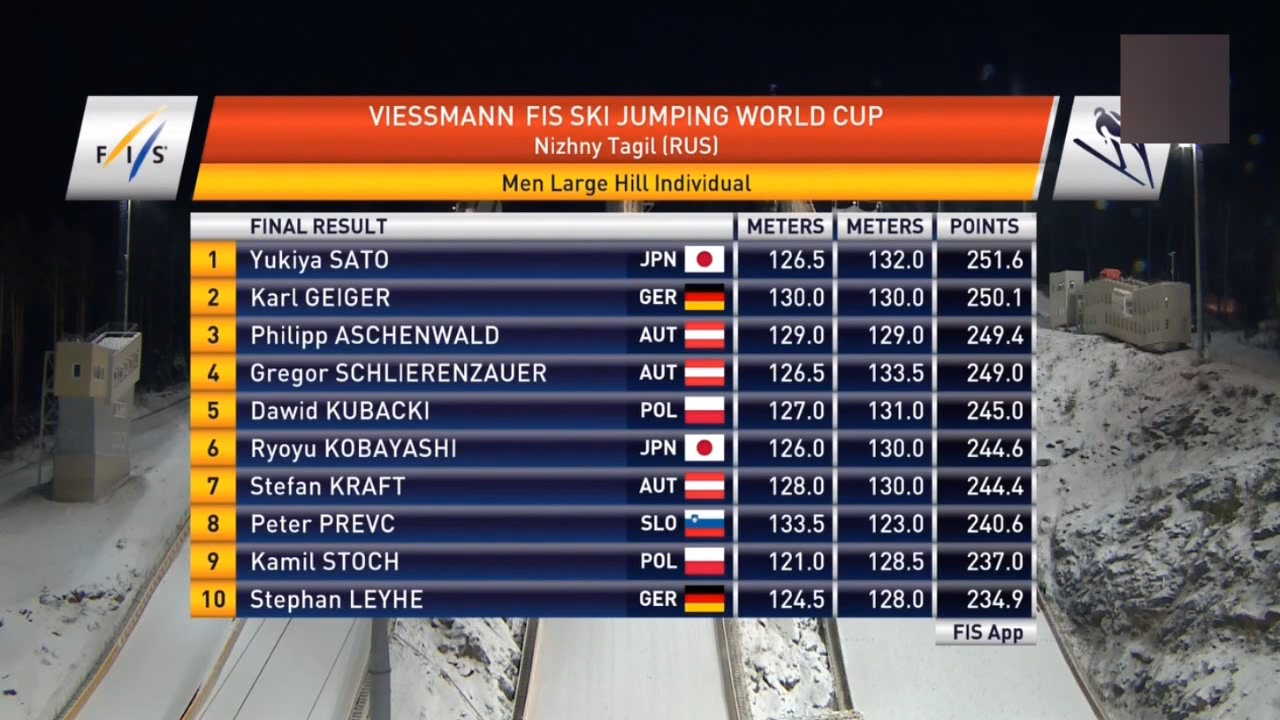 FIS
VIESSMANN FIS SKI JUMPING WORLD CUP
Nizhny Tagil (RUS)
Men Large Hill Individual
FINAL RESULT METERS METERS POINTS
1 Yukiya SATO JPN 126.5 132.0 251.6
2 Karl GEIGER GER 130.0 130.0 250.1
3 Philipp ASCHENWALD AUT 129.0 129.0 249.4
4 Gregor SCHLIERENZAUER AUT 126.5 133.5 249.0
5 Dawid KUBACKI POL 127.0 131.0 245.0
6 Ryoyu KOBAYASHI JPN 126.0 130.0 244.6
7 Stefan KRAFT AUT 128.0 130.0 244.4
8 Peter PREVC SLO 133.5 123.0 240.6
9 Kamil STOCH POL 121.0 128.5 237.0
10 Stephan LEYHE GER 124.5 128.0 234.9
FIS App